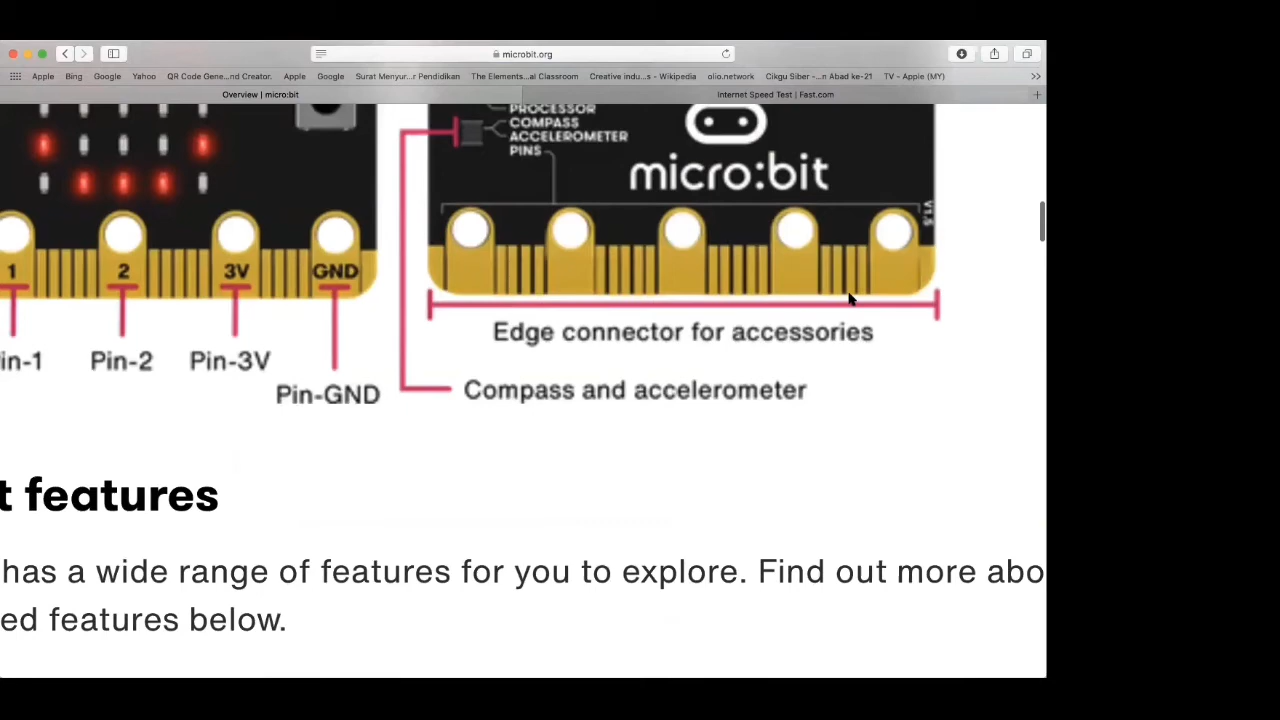 microbit.org
Apple Bing Google Yahoo QR Code Gene...nd Creator. Apple Google Surat Menyur...r Pendidikan The Elements...al Classroom Creative indu...s - Wikipedia olio.network Cikgu Siber -...n Abad ke-21 TV - Apple (MY)
Overview | micro:bit Internet Speed Test | Fast.com
PROCESSOR
COMPASS
ACCELEROMETER
PINS
micro:bit
V1.5
1 2 3V GND
in-1 Pin-2 Pin-3V
Pin-GND
Edge connector for accessories
Compass and accelerometer
t features
has a wide range of features for you to explore. Find out more abo
ed features below.